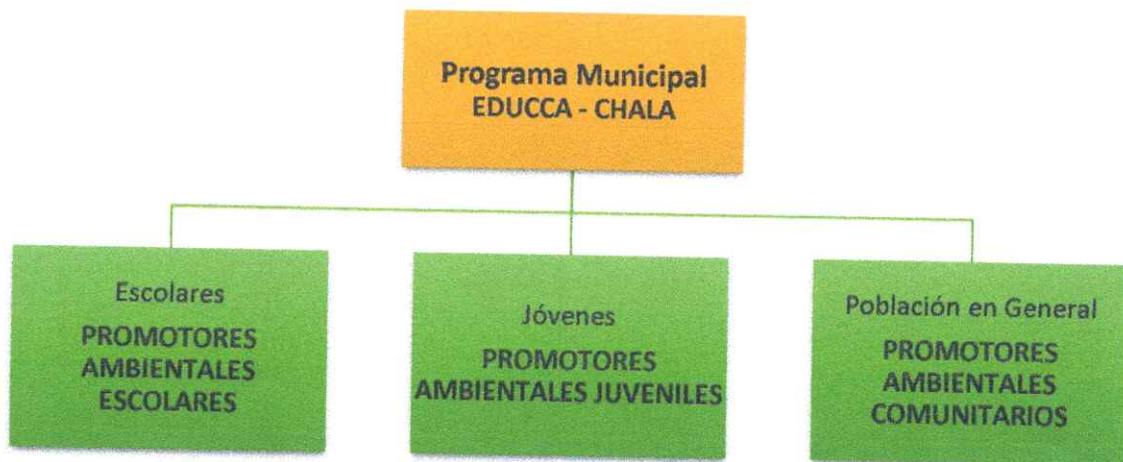 Programa Municipal
EDUCCA - CHALA
Escolares
PROMOTORES
AMBIENTALES
ESCOLARES
Jóvenes
PROMOTORES
AMBIENTALES JUVENILES
Población en General
PROMOTORES
AMBIENTALES
COMUNITARIOS